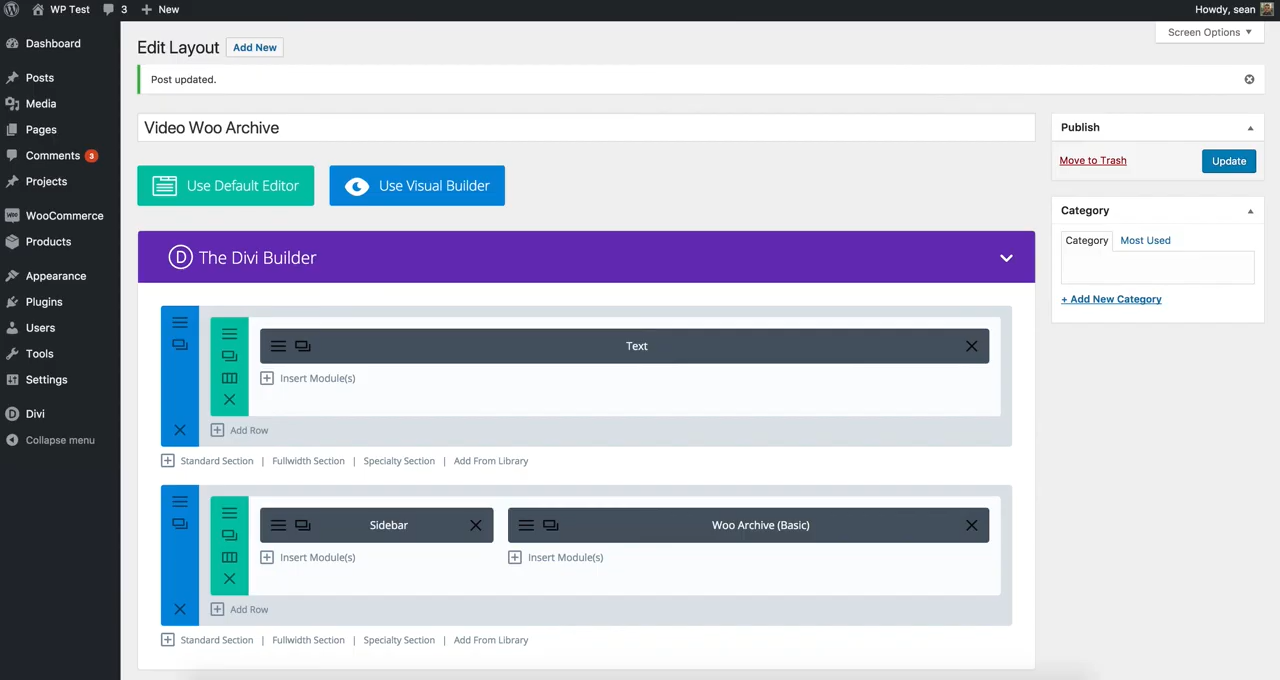 WP Test 3 New Howdy, sean
Screen Options
Dashboard
Posts
Media
Pages
Comments 3
Projects
WooCommerce
Products
Appearance
Plugins
Users
Tools
Settings
Divi
Collapse menu
Edit Layout Add New
Post updated.
Video Woo Archive
Use Default Editor Use Visual Builder
D The Divi Builder
Text
Insert Module(s)
Add Row
Standard Section | Fullwidth Section | Specialty Section | Add From Library
Sidebar Woo Archive (Basic)
Insert Module(s) Insert Module(s)
Add Row
Standard Section | Fullwidth Section | Specialty Section | Add From Library
Publish
Move to Trash Update
Category
Category Most Used
+ Add New Category